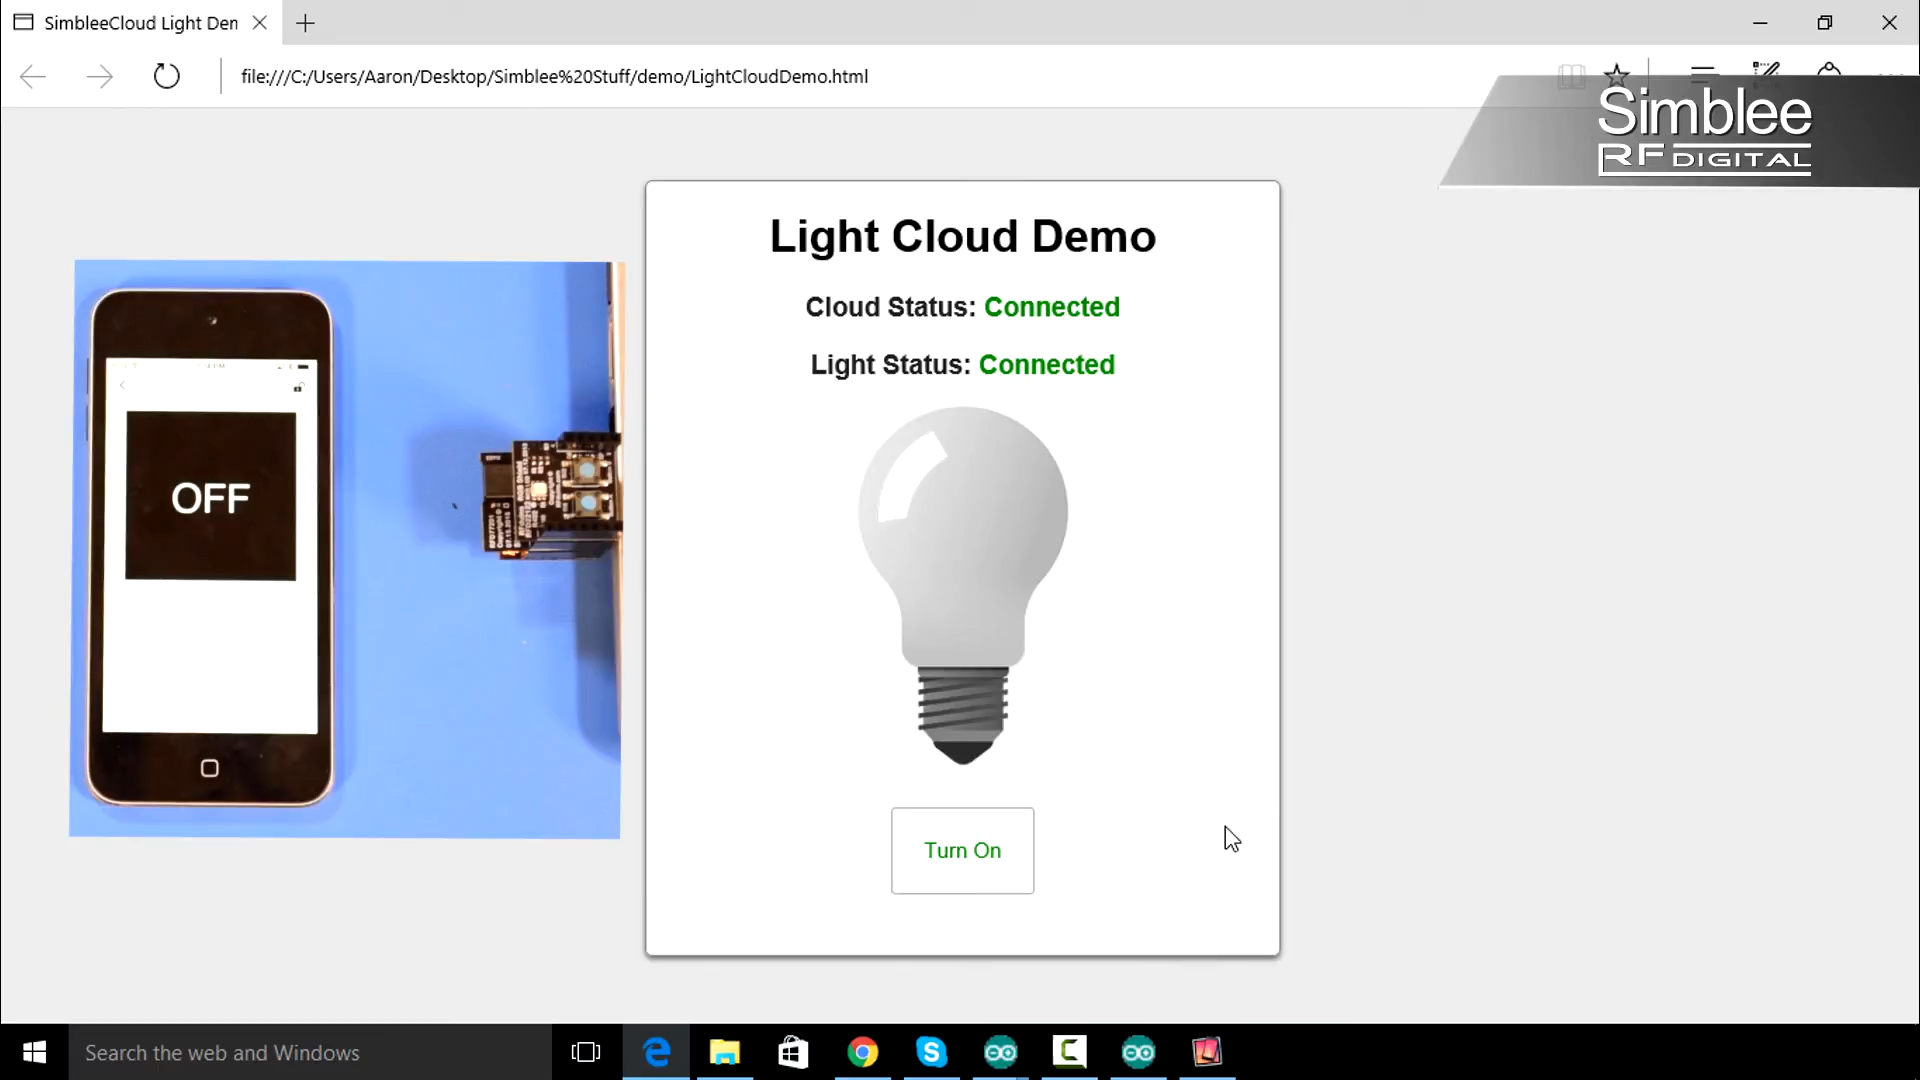 SimbleeCloud Light Den
file:///C:/Users/Aaron/Desktop/Simblee%20Stuff/demo/LightCloudDemo.html
Simblee
RF DIGITAL
Light Cloud Demo
Cloud Status: Connected
Light Status: Connected
OFF
Turn On
Search the web and Windows